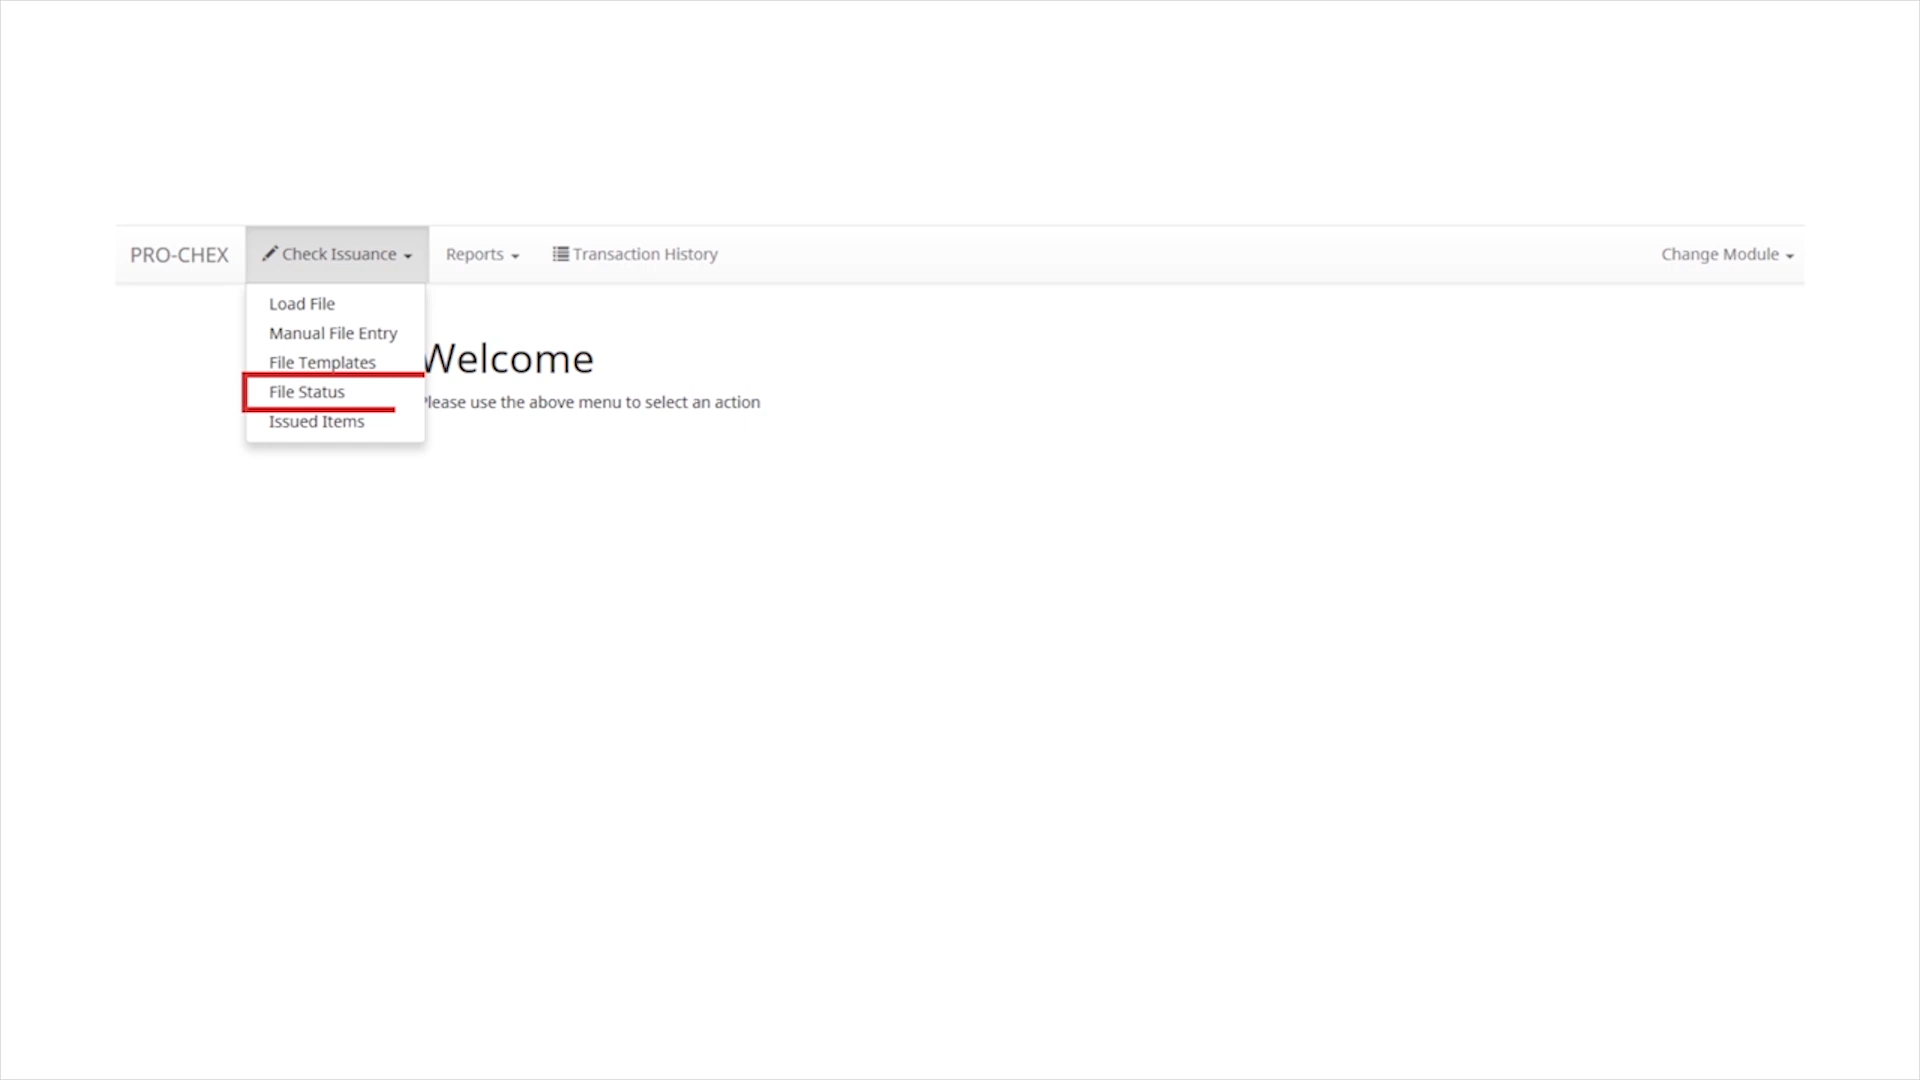 PRO-CHEX Check Issuance Reports Transaction History Change Module
Load File
Manual File Entry
File Templates
File Status
Issued Items
Welcome
Please use the above menu to select an action